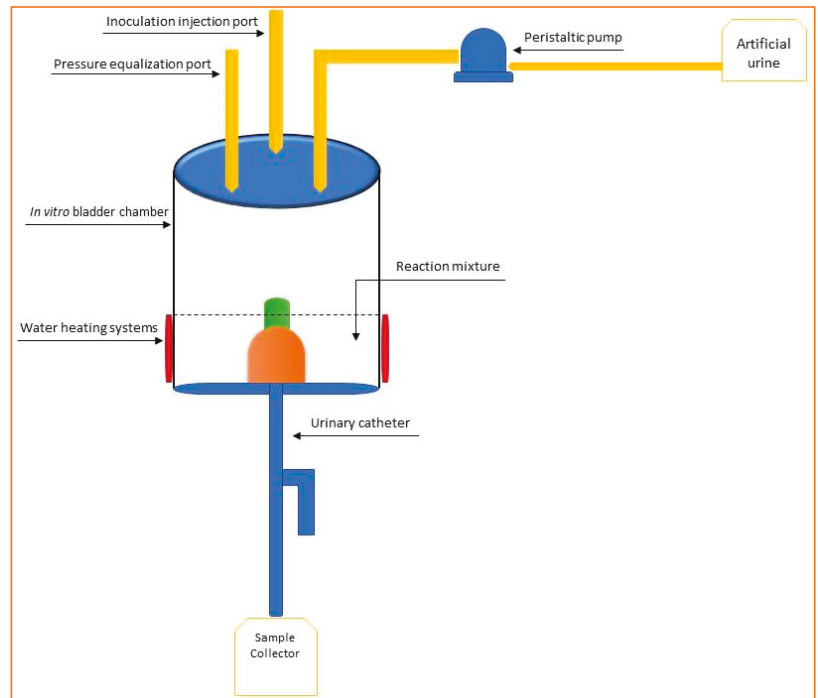 Inoculation injection port
Peristaltic pump
Artificial
urine
Pressure equalization port
In vitro bladder chamber
Reaction mixture
Water heating systems
Urinary catheter
Sample
Collector